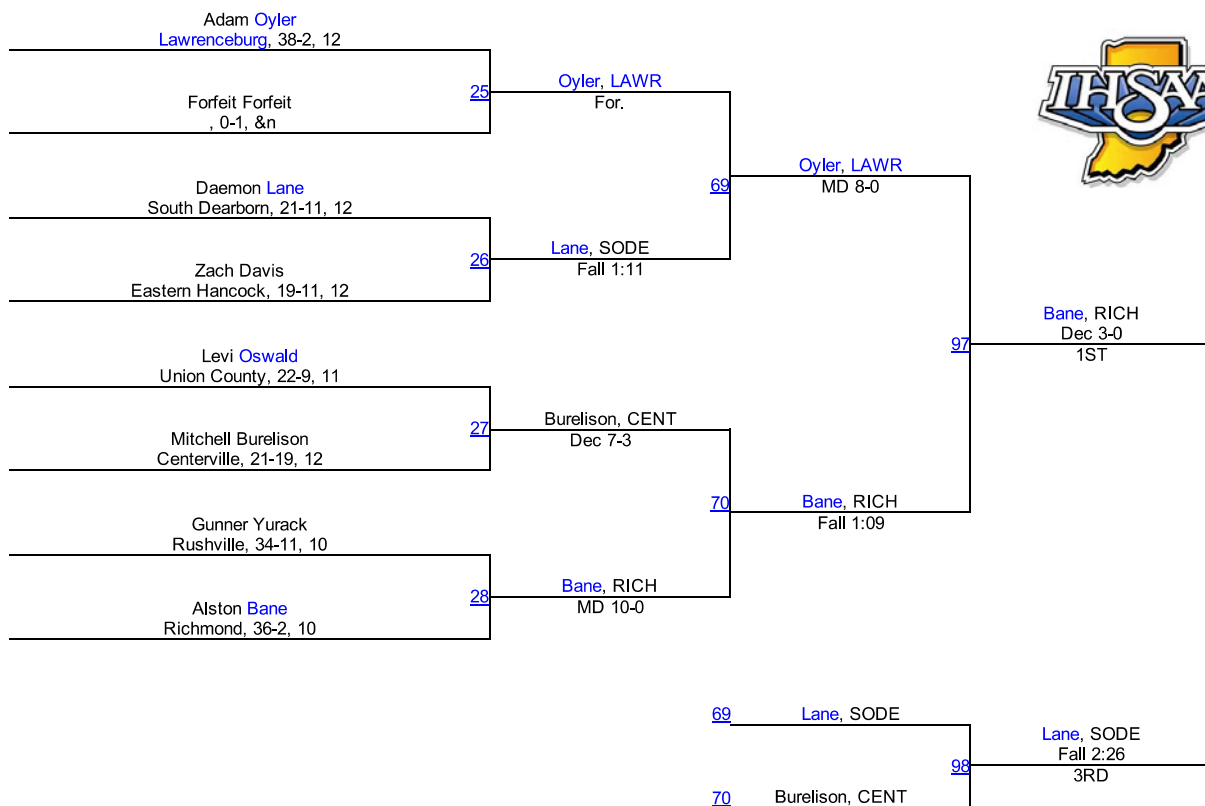 Adam Oyler
Lawrenceburg, 38-2, 12
25
Forfeit Forfeit
, 0-1, &n
Oyler, LAWR
For.
IHSAA
Daemon Lane
South Dearborn, 21-11, 12
69
Oyler, LAWR
MD 8-0
26
Zach Davis
Eastern Hancock, 19-11, 12
Lane, SODE
Fall 1:11
Levi Oswald
Union County, 22-9, 11
97
Bane, RICH
Dec 3-0
1ST
27
Mitchell Burelison
Centerville, 21-19, 12
Burelison, CENT
Dec 7-3
Gunner Yurack
Rushville, 34-11, 10
70
Bane, RICH
Fall 1:09
28
Alston Bane
Richmond, 36-2, 10
Bane, RICH
MD 10-0
69
Lane, SODE
98
Lane, SODE
Fall 2:26
3RD
70
Burelison, CENT